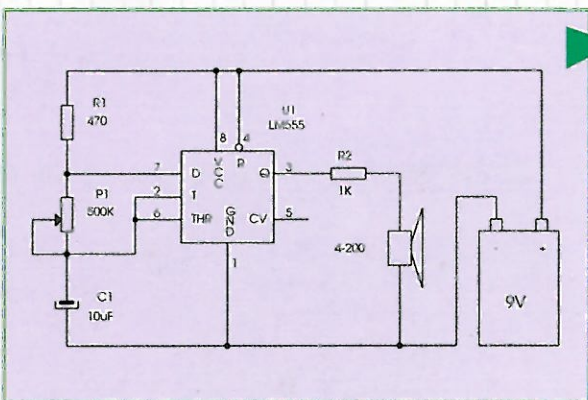 R1
470
U1
LM555
8
4
7
D
V
C
C
R
Q
3
R2
1K
P1
500K
2
T
6
THR
G
N
D
CV
5
4-200
- +
9V
1
C1
10uF